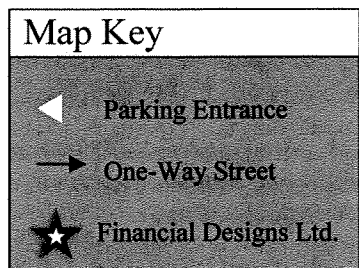 Map Key
Parking Entrance
One-Way Street
Financial Designs Ltd.